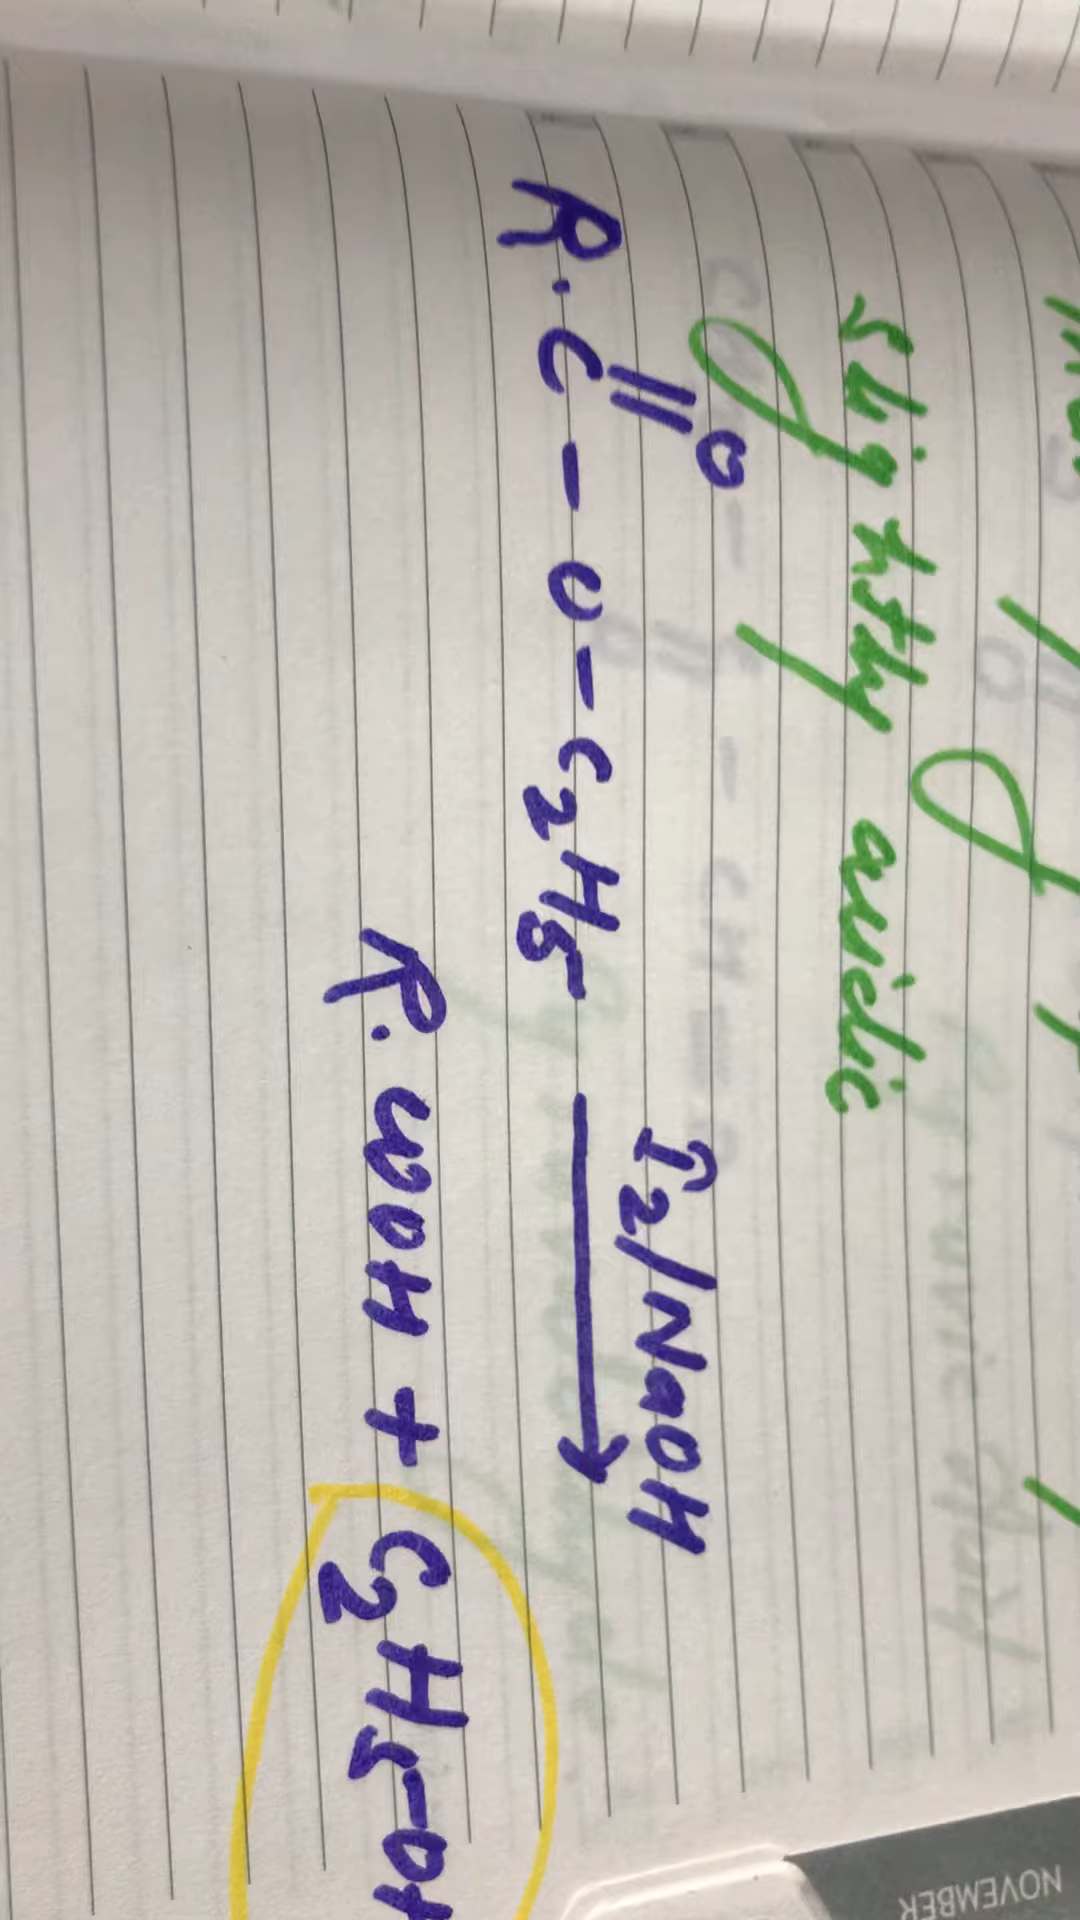 slightly acidic
O
||
R.C - O - C2H5 I2/NaOH →
R.COOH + C2H5-OH
NOVEMBER